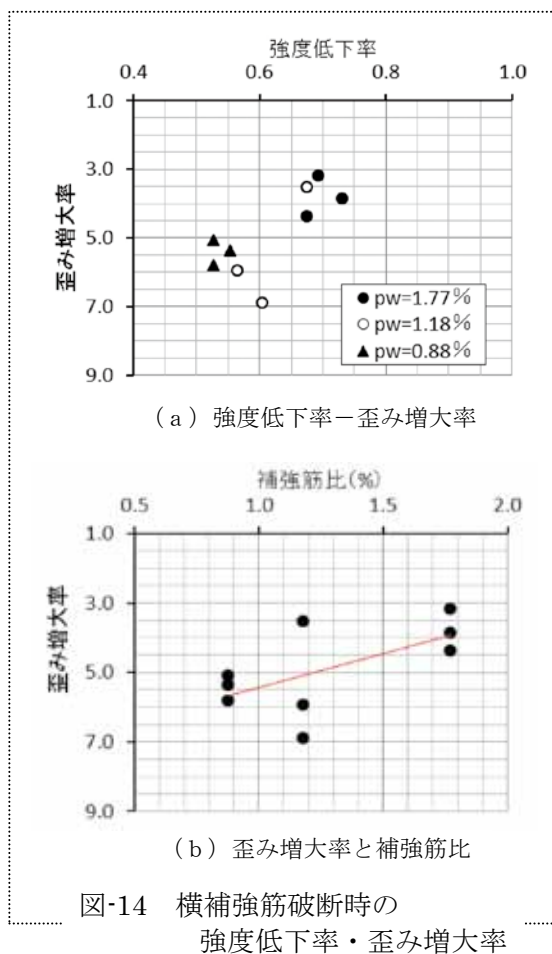 強度低下率
0.4 0.6 0.8 1.0
1.0
3.0
5.0
7.0
9.0
歪み増大率
● pw=1.77%
○ pw=1.18%
▲ pw=0.88%
（a）強度低下率－歪み増大率
補強筋比(%)
0.5 1.0 1.5 2.0
1.0
3.0
5.0
7.0
9.0
歪み増大率
（b）歪み増大率と補強筋比
図-14 横補強筋破断時の
強度低下率・歪み増大率